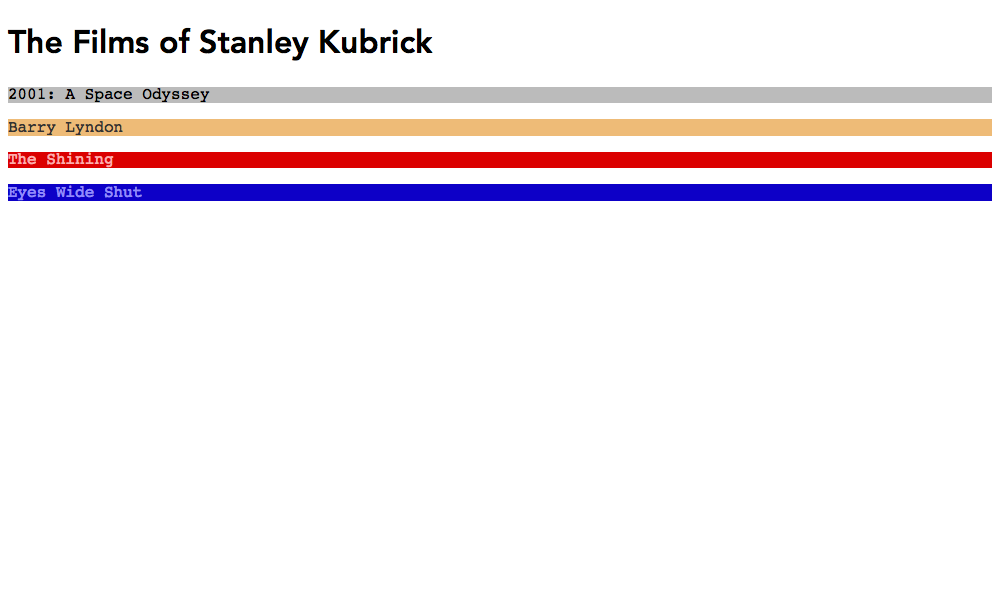 The Films of Stanley Kubrick
2001: A Space Odyssey
Barry Lyndon
The Shining
Eyes Wide Shut